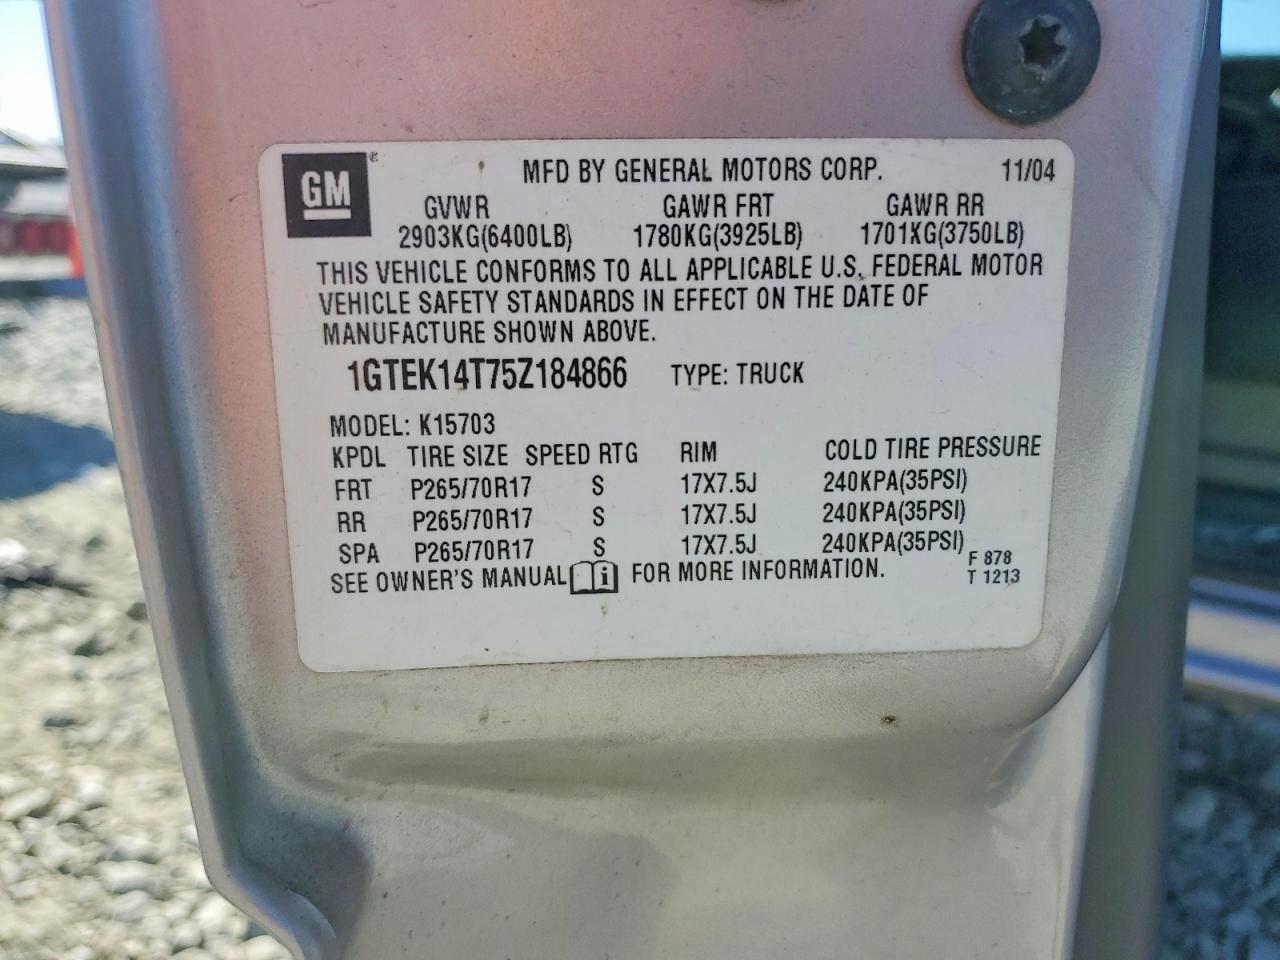 GM® MFD BY GENERAL MOTORS CORP. 11/04
GVWR GAWR FRT GAWR RR
2903KG(6400LB) 1780KG(3925LB) 1701KG(3750LB)
THIS VEHICLE CONFORMS TO ALL APPLICABLE U.S. FEDERAL MOTOR
VEHICLE SAFETY STANDARDS IN EFFECT ON THE DATE OF
MANUFACTURE SHOWN ABOVE.
1GTEK14T75Z184866 TYPE: TRUCK
MODEL: K15703
KPDL TIRE SIZE SPEED RTG RIM COLD TIRE PRESSURE
FRT P265/70R17 S 17X7.5J 240KPA(35PSI)
RR P265/70R17 S 17X7.5J 240KPA(35PSI)
SPA P265/70R17 S 17X7.5J 240KPA(35PSI)
SEE OWNER'S MANUAL i FOR MORE INFORMATION.
F 878
T 1213